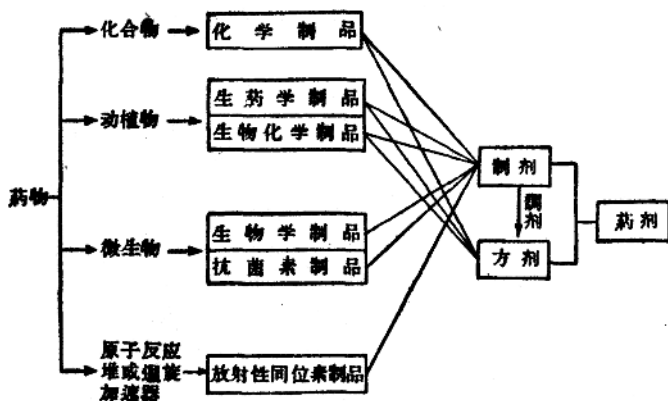 化合物
化学制品
动植物
生药学制品
生物化学制品
药物
制剂
调剂
药剂
方剂
微生物
生物学制品
抗菌素制品
原子反应
堆或迴旋
加速器
放射性同位素制品